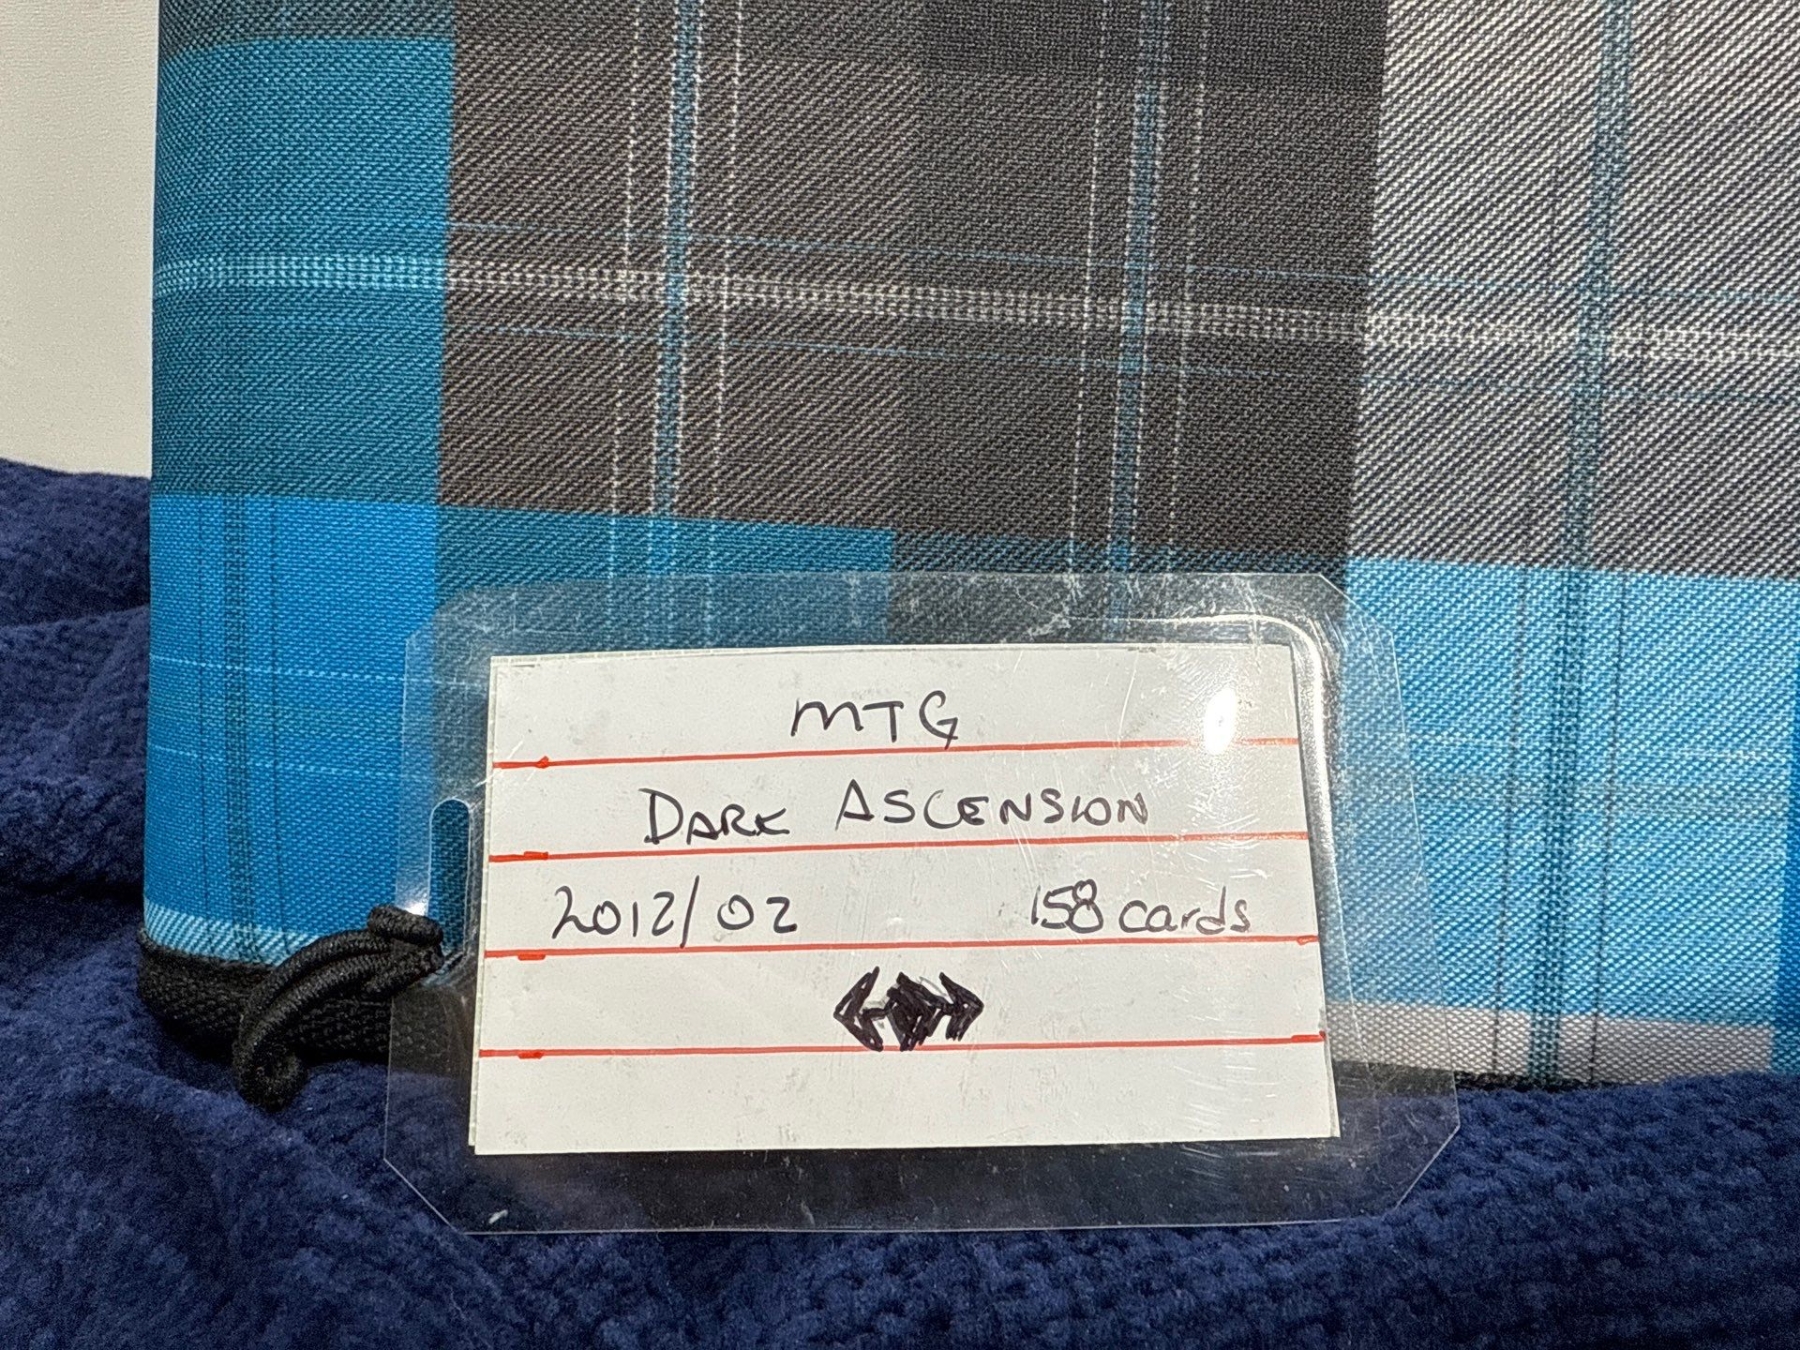 MTG
DARK ASCENSION
2012/02 158 cards